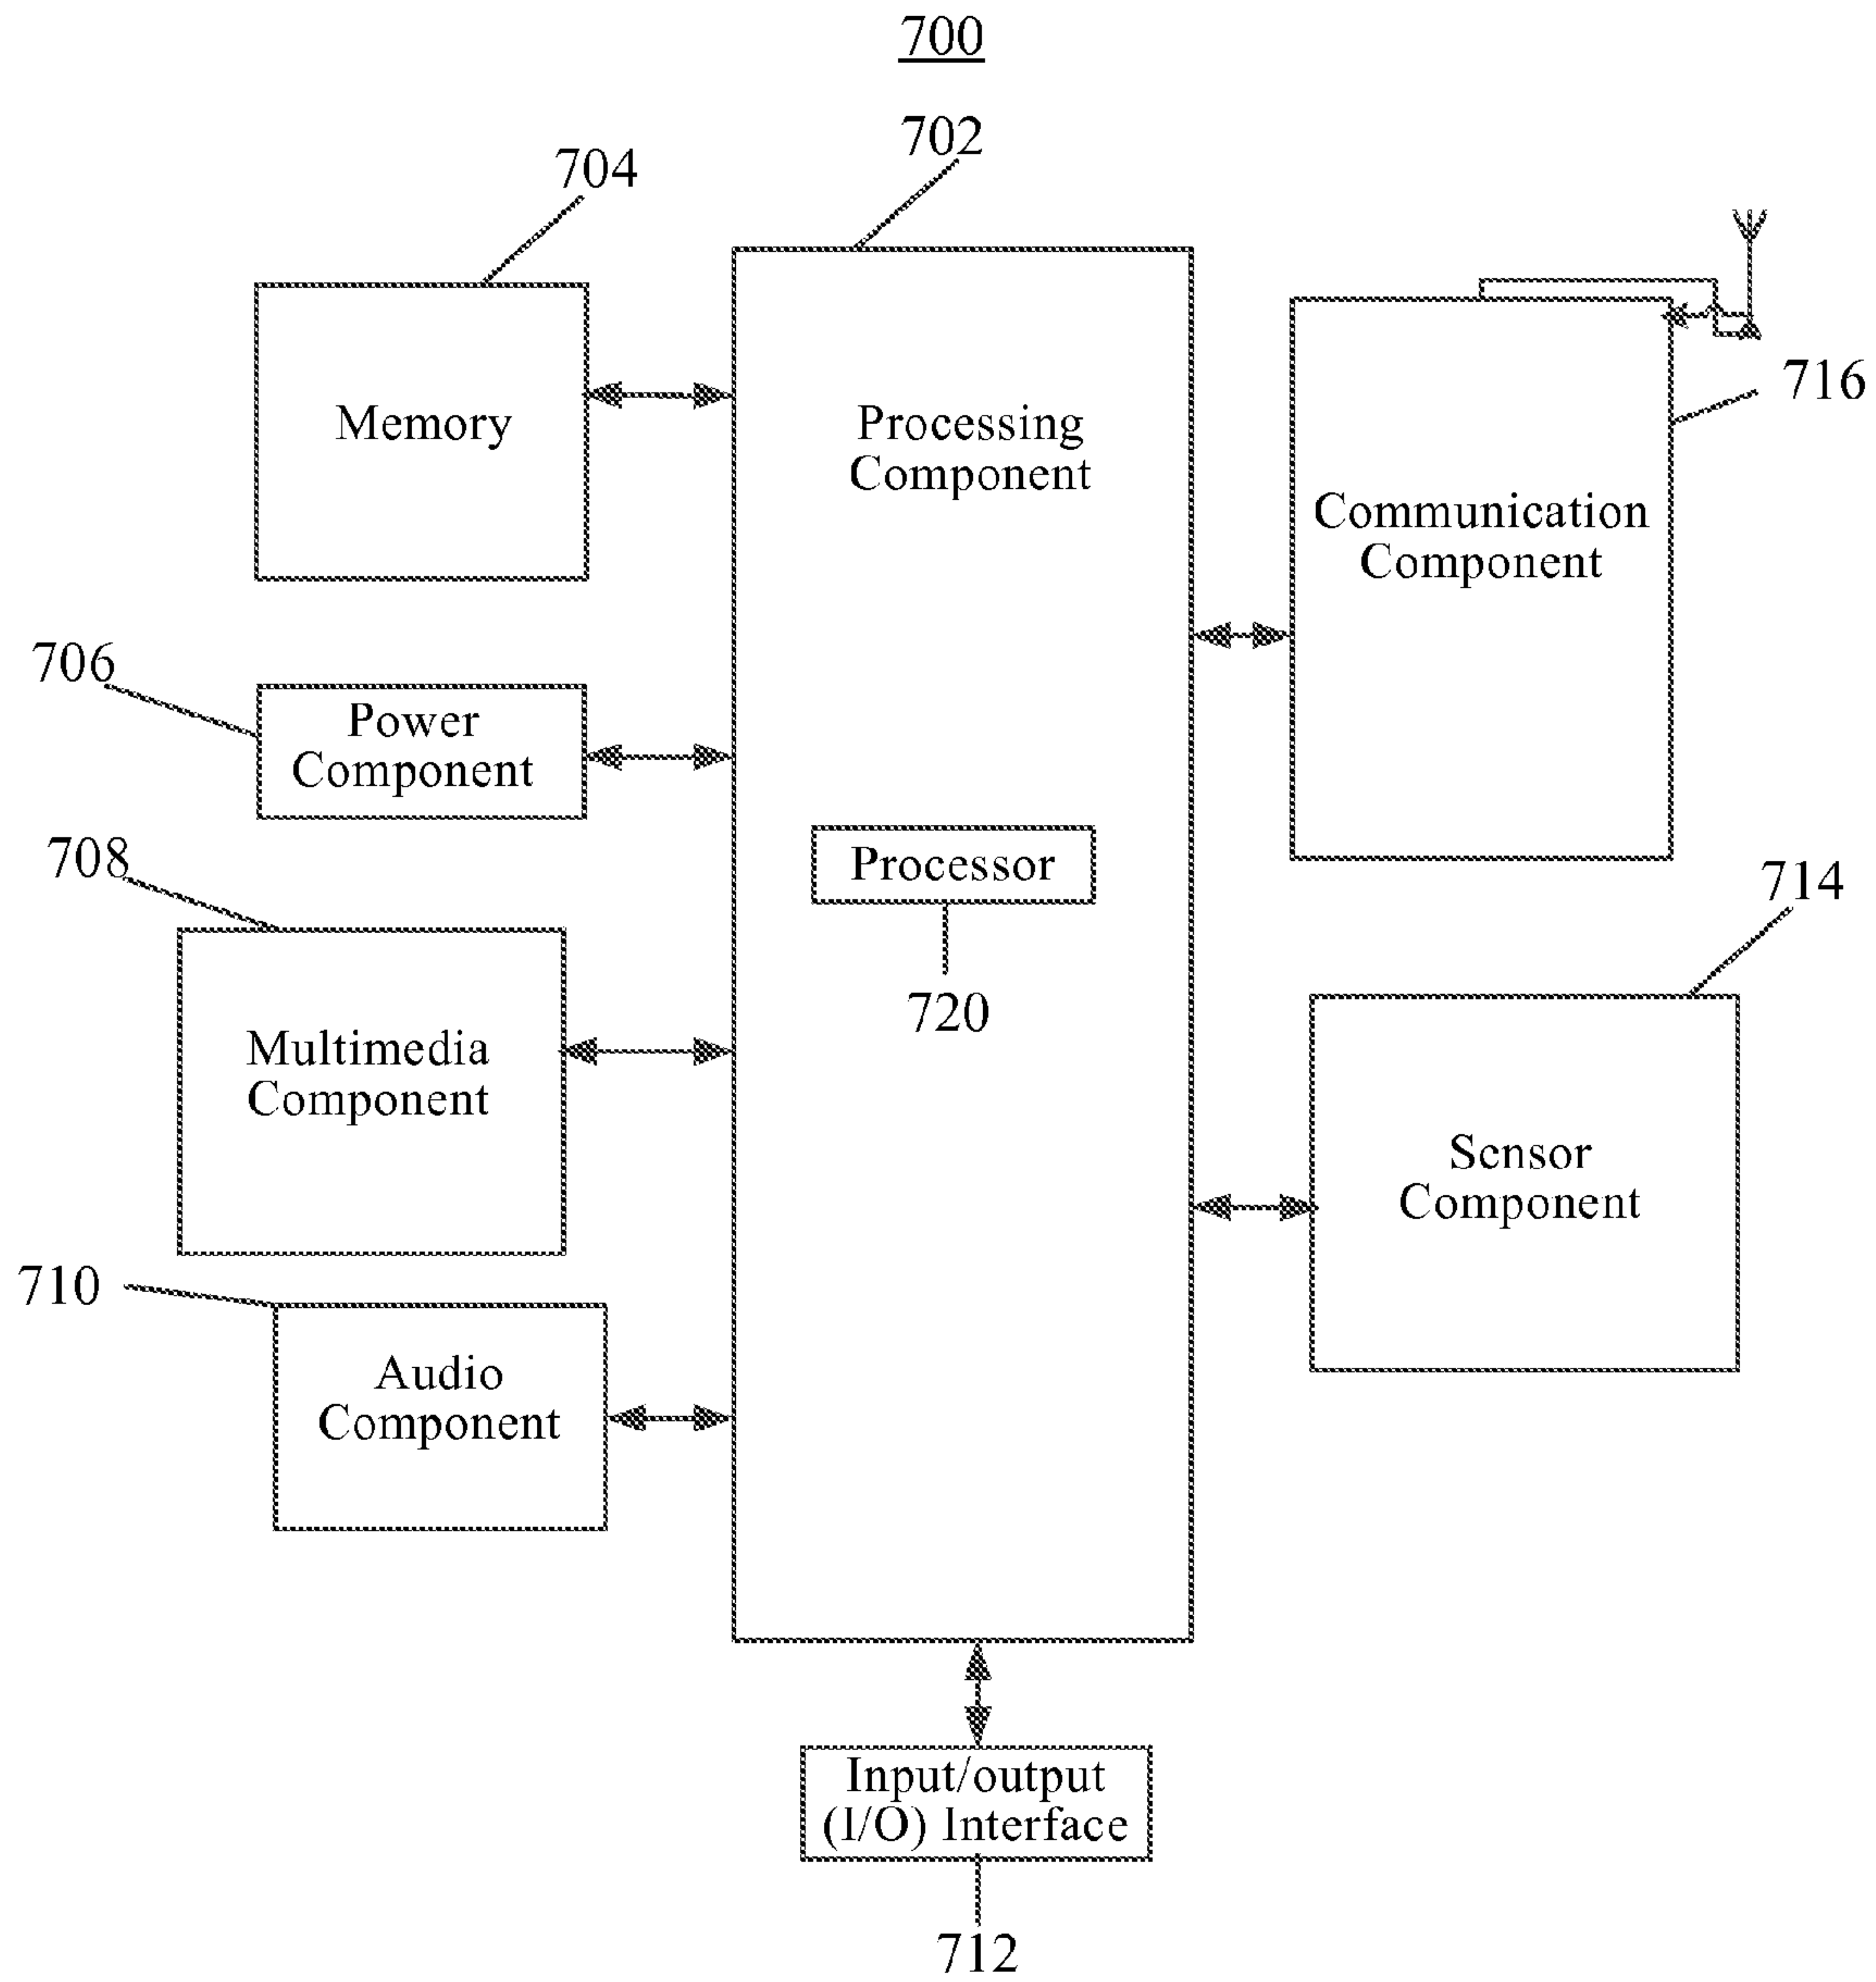 700
702
704
Memory
Processing
Component
716
Communication
Component
706
Power
Component
708
Processor
720
714
Multimedia
Component
Sensor
Component
710
Audio
Component
Input/output
(I/O) Interface
712